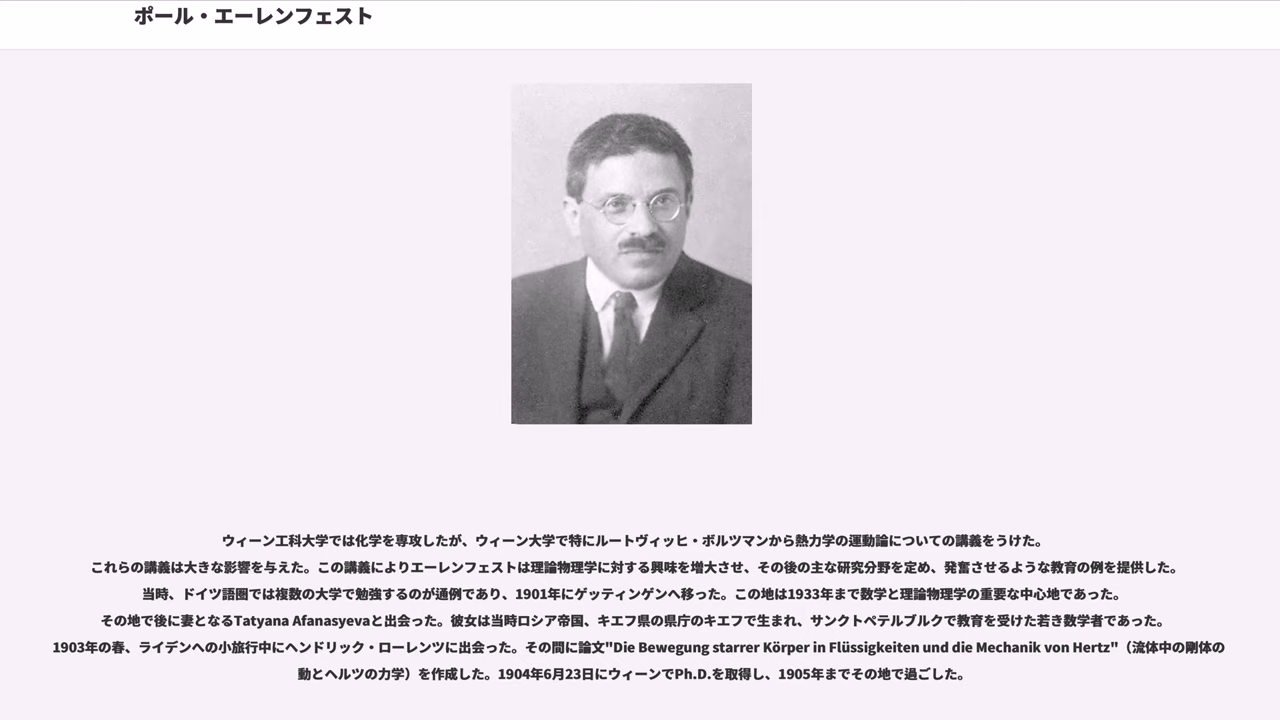 ポール・エーレンフェスト
ウィーン工科大学では化学を専攻したが、ウィーン大学で特にルートヴィッヒ・ボルツマンから熱力学の運動論についての講義をうけた。
これらの講義は大きな影響を与えた。この講義によりエーレンフェストは理論物理学に対する興味を増大させ、その後の主な研究分野を定め、発奮させるような教育の例を提供した。
当時、ドイツ語圏では複数の大学で勉強するのが通例であり、1901年にゲッティンゲンへ移った。この地は1933年まで数学と理論物理学の重要な中心地であった。
その地で後に妻となるTatyana Afanasyevaと出会った。彼女は当時ロシア帝国、キエフ県の県庁のキエフで生まれ、サンクトペテルブルクで教育を受けた若き数学者であった。
1903年の春、ライデンへの小旅行中にヘンドリック・ローレンツに出会った。その間に論文"Die Bewegung starrer Körper in Flüssigkeiten und die Mechanik von Hertz"（流体中の剛体の
動とヘルツの力学）を作成した。1904年6月23日にウィーンでPh.D.を取得し、1905年までその地で過ごした。